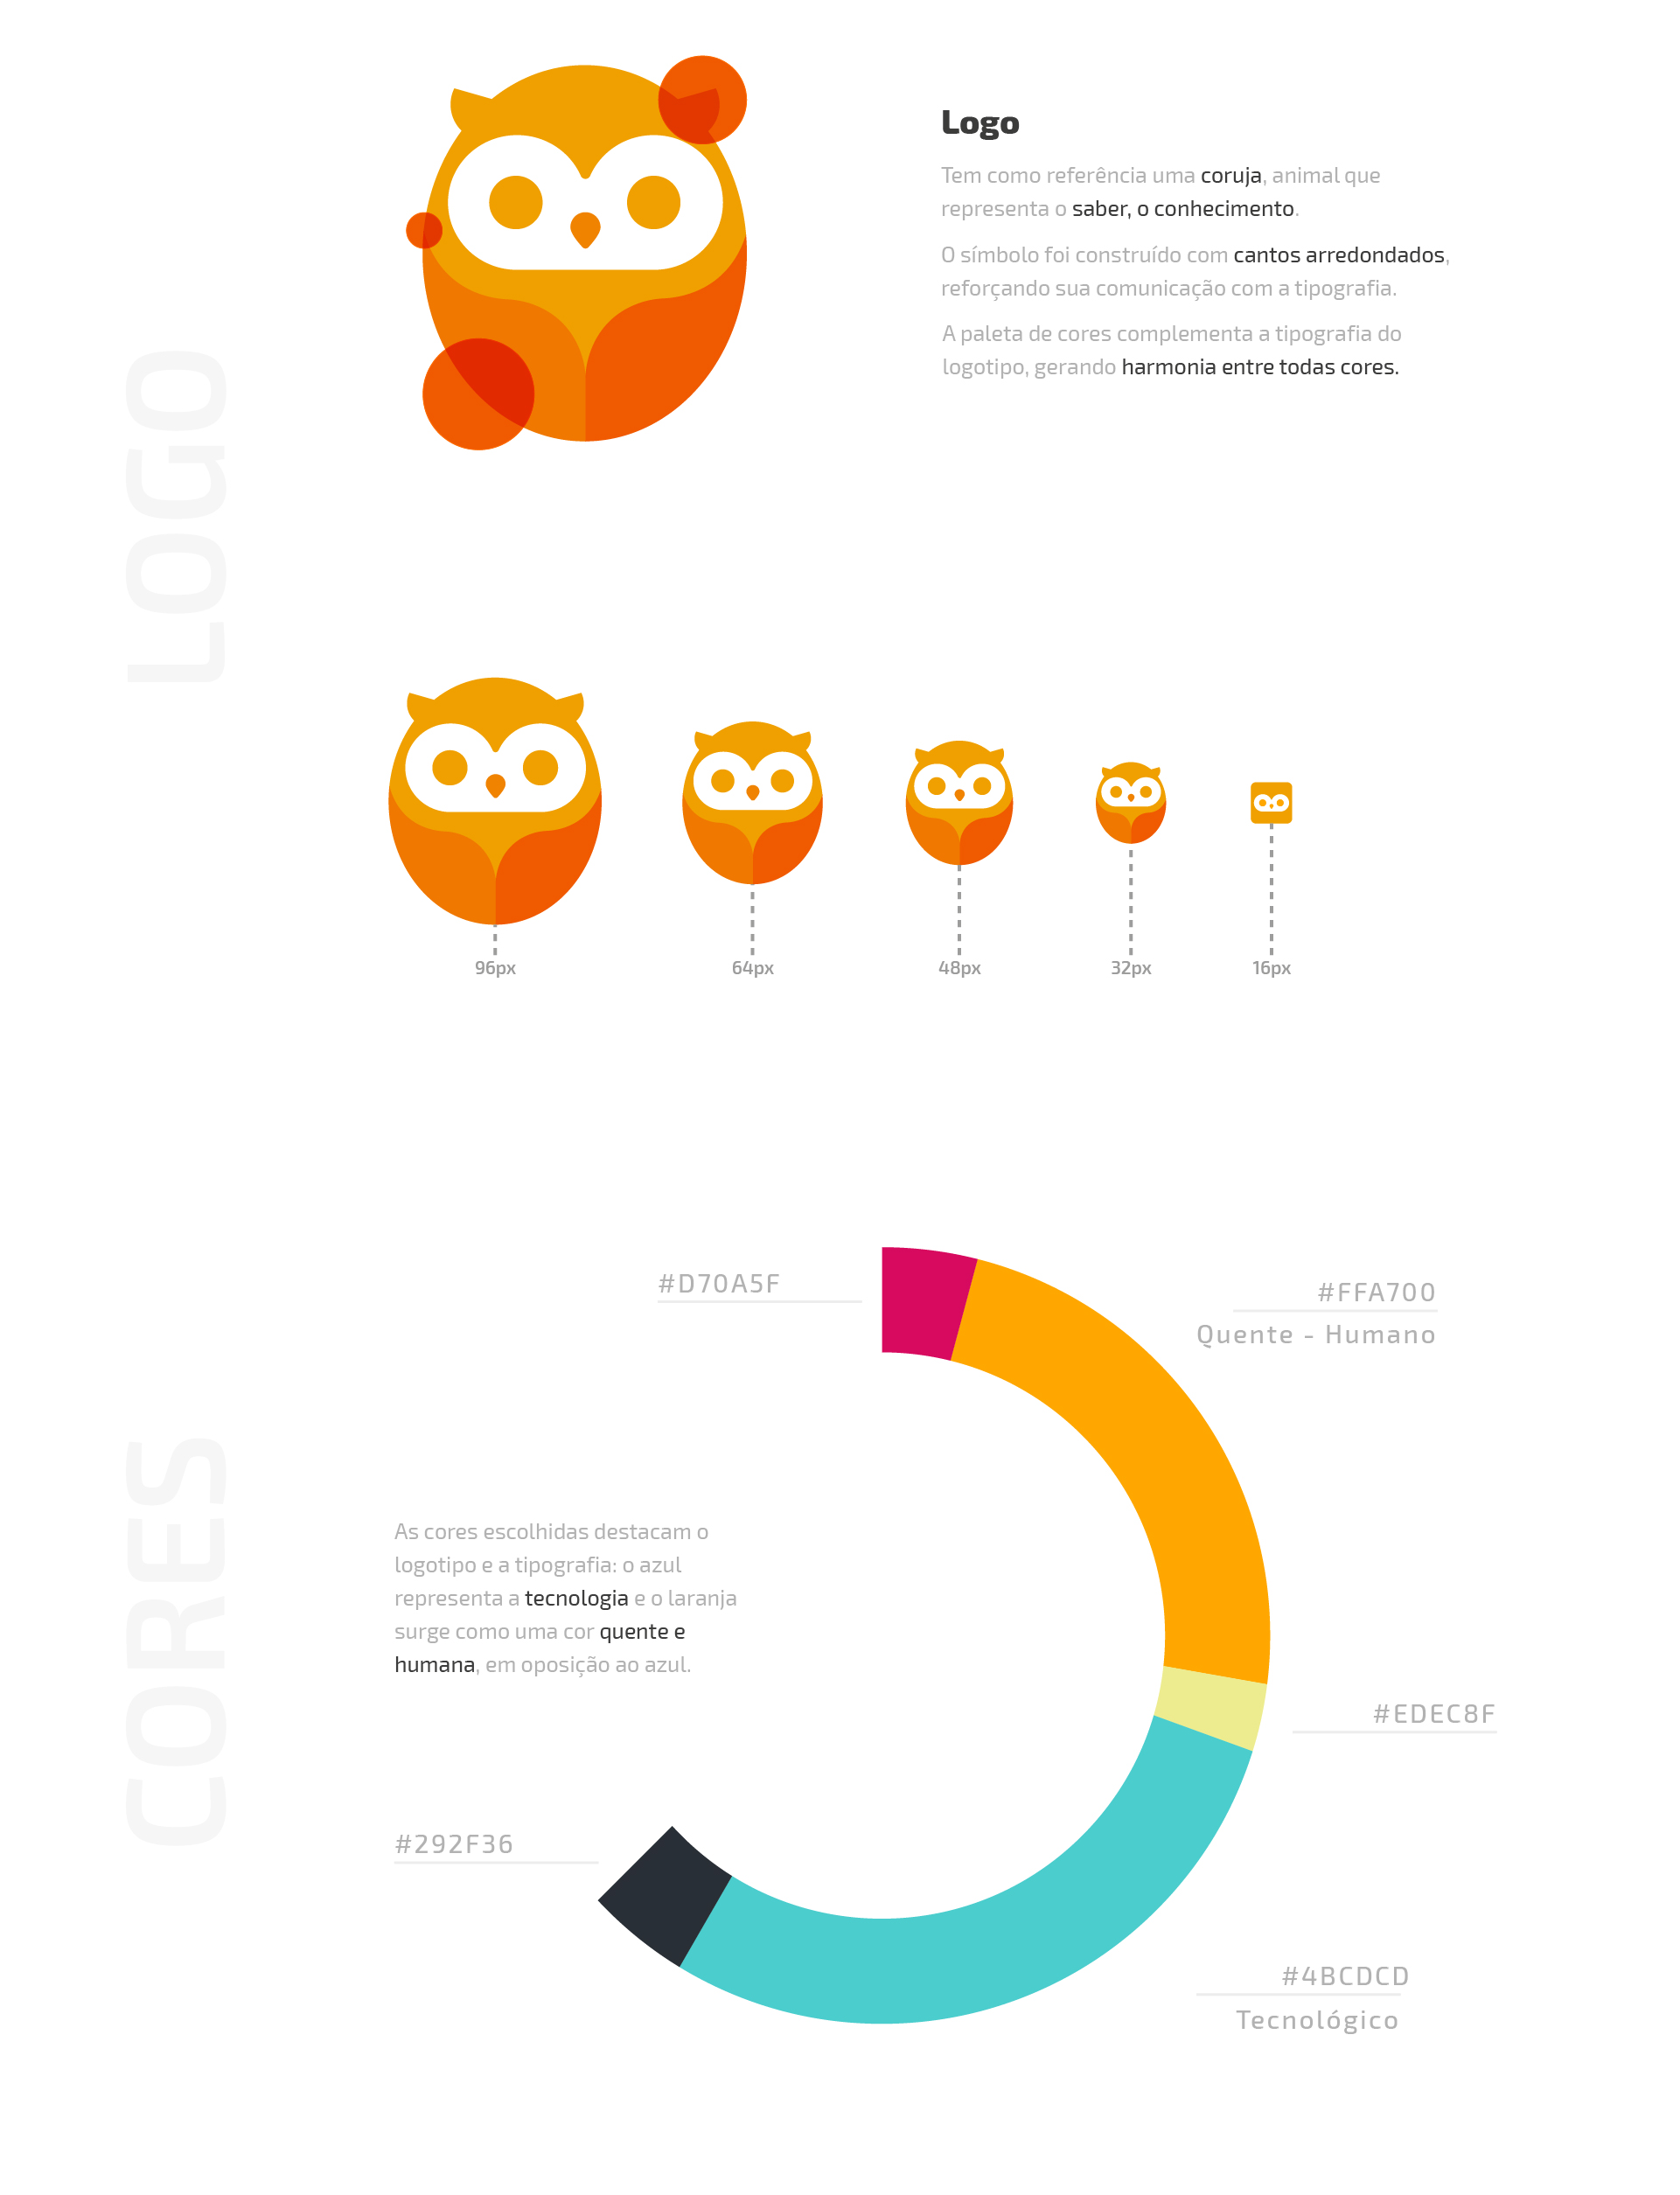 LOGO
Logo
Tem como referência uma coruja, animal que
representa o saber, o conhecimento.
O símbolo foi construído com cantos arredondados,
reforçando sua comunicação com a tipografia.
A paleta de cores complementa a tipografia do
logotipo, gerando harmonia entre todas cores.
96px
64px
48px
32px
16px
CORES
#D70A5F
#FFA700
Quente - Humano
As cores escolhidas destacam o
logotipo e a tipografia: o azul
representa a tecnologia e o laranja
surge como uma cor quente e
humana, em oposição ao azul.
#EDEC8F
#292F36
#4BCDCD
Tecnológico